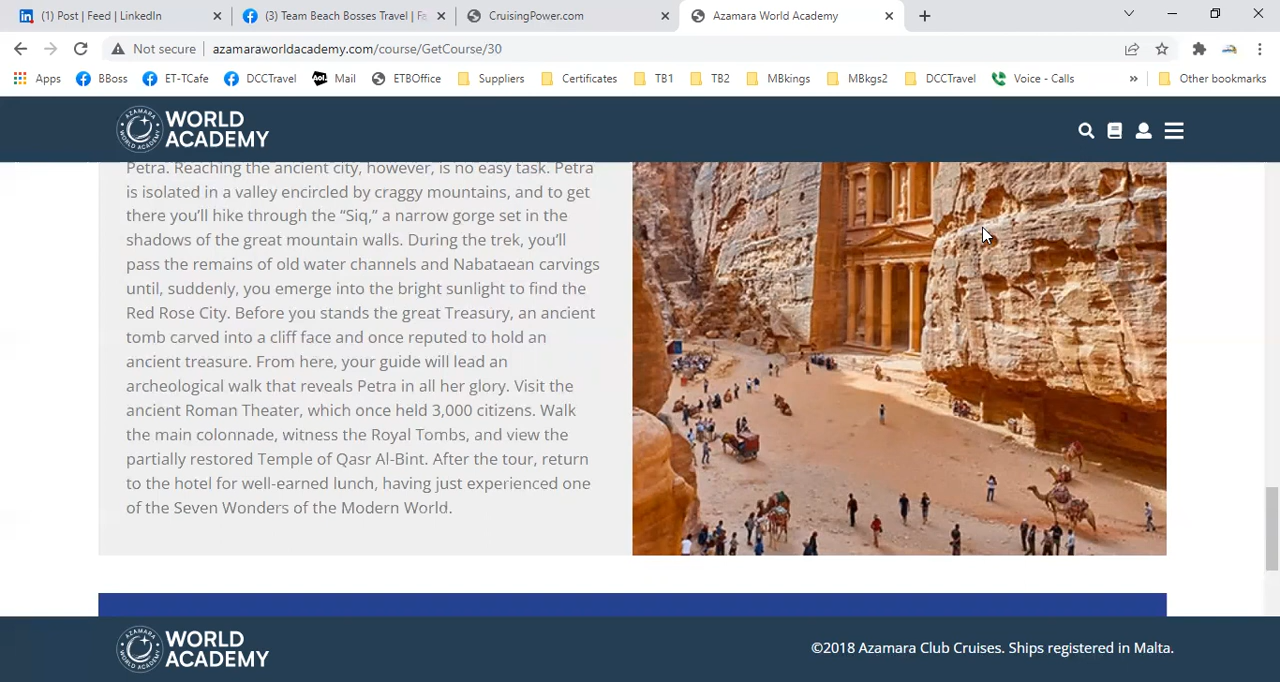 (1) Post | Feed | LinkedIn
(3) Team Beach Bosses Travel | Fa
CruisingPower.com
Azamara World Academy
Not secure
azamaraworldacademy.com/course/GetCourse/30
Apps
BBoss
ET-TCafe
DCCTravel
Aol.
Mail
ETBOffice
Suppliers
Certificates
TB1
TB2
MBkings
MBkgs2
DCCTravel
Voice - Calls
»
Other bookmarks
AZAMARA
WORLD ACADEMY
WORLD
ACADEMY
Petra. Reaching the ancient city, however, is no easy task. Petra
is isolated in a valley encircled by craggy mountains, and to get
there you’ll hike through the “Siq,” a narrow gorge set in the
shadows of the great mountain walls. During the trek, you’ll
pass the remains of old water channels and Nabataean carvings
until, suddenly, you emerge into the bright sunlight to find the
Red Rose City. Before you stands the great Treasury, an ancient
tomb carved into a cliff face and once reputed to hold an
ancient treasure. From here, your guide will lead an
archeological walk that reveals Petra in all her glory. Visit the
ancient Roman Theater, which once held 3,000 citizens. Walk
the main colonnade, witness the Royal Tombs, and view the
partially restored Temple of Qasr Al-Bint. After the tour, return
to the hotel for well-earned lunch, having just experienced one
of the Seven Wonders of the Modern World.
AZAMARA
WORLD ACADEMY
WORLD
ACADEMY
©2018 Azamara Club Cruises. Ships registered in Malta.